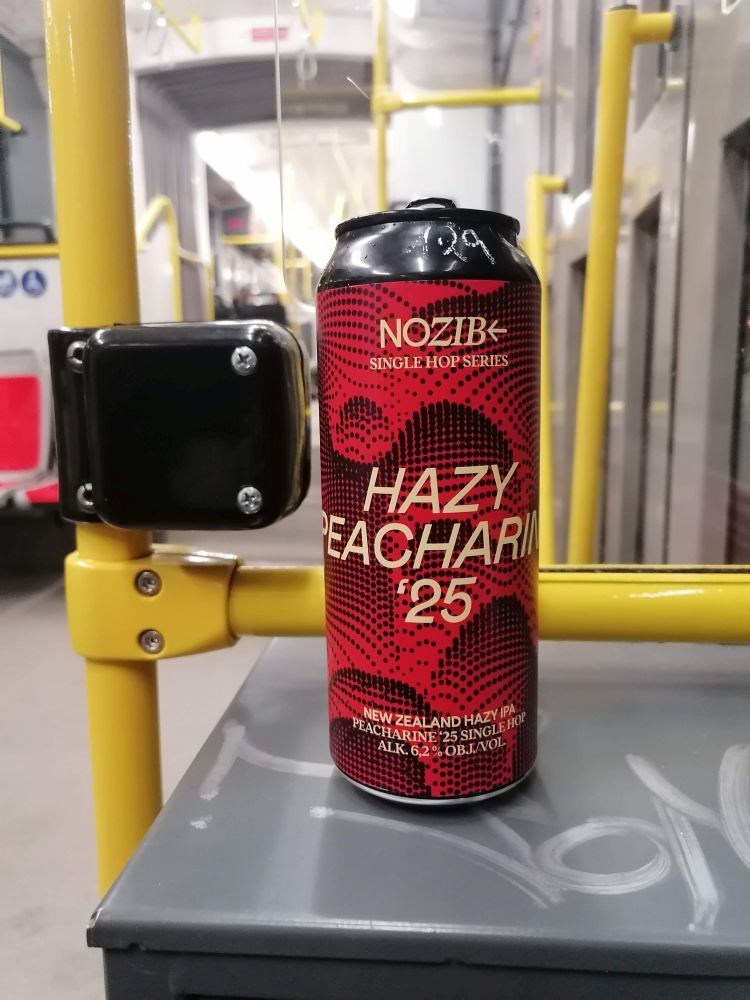 129
NOZIB←
SINGLE HOP SERIES
HAZY
PEACHARIN
‘25
NEW ZEALAND HAZY IPA
PEACHARINE ‘25 SINGLE HOP
ALK. 6,2 % OBJ./VOL.